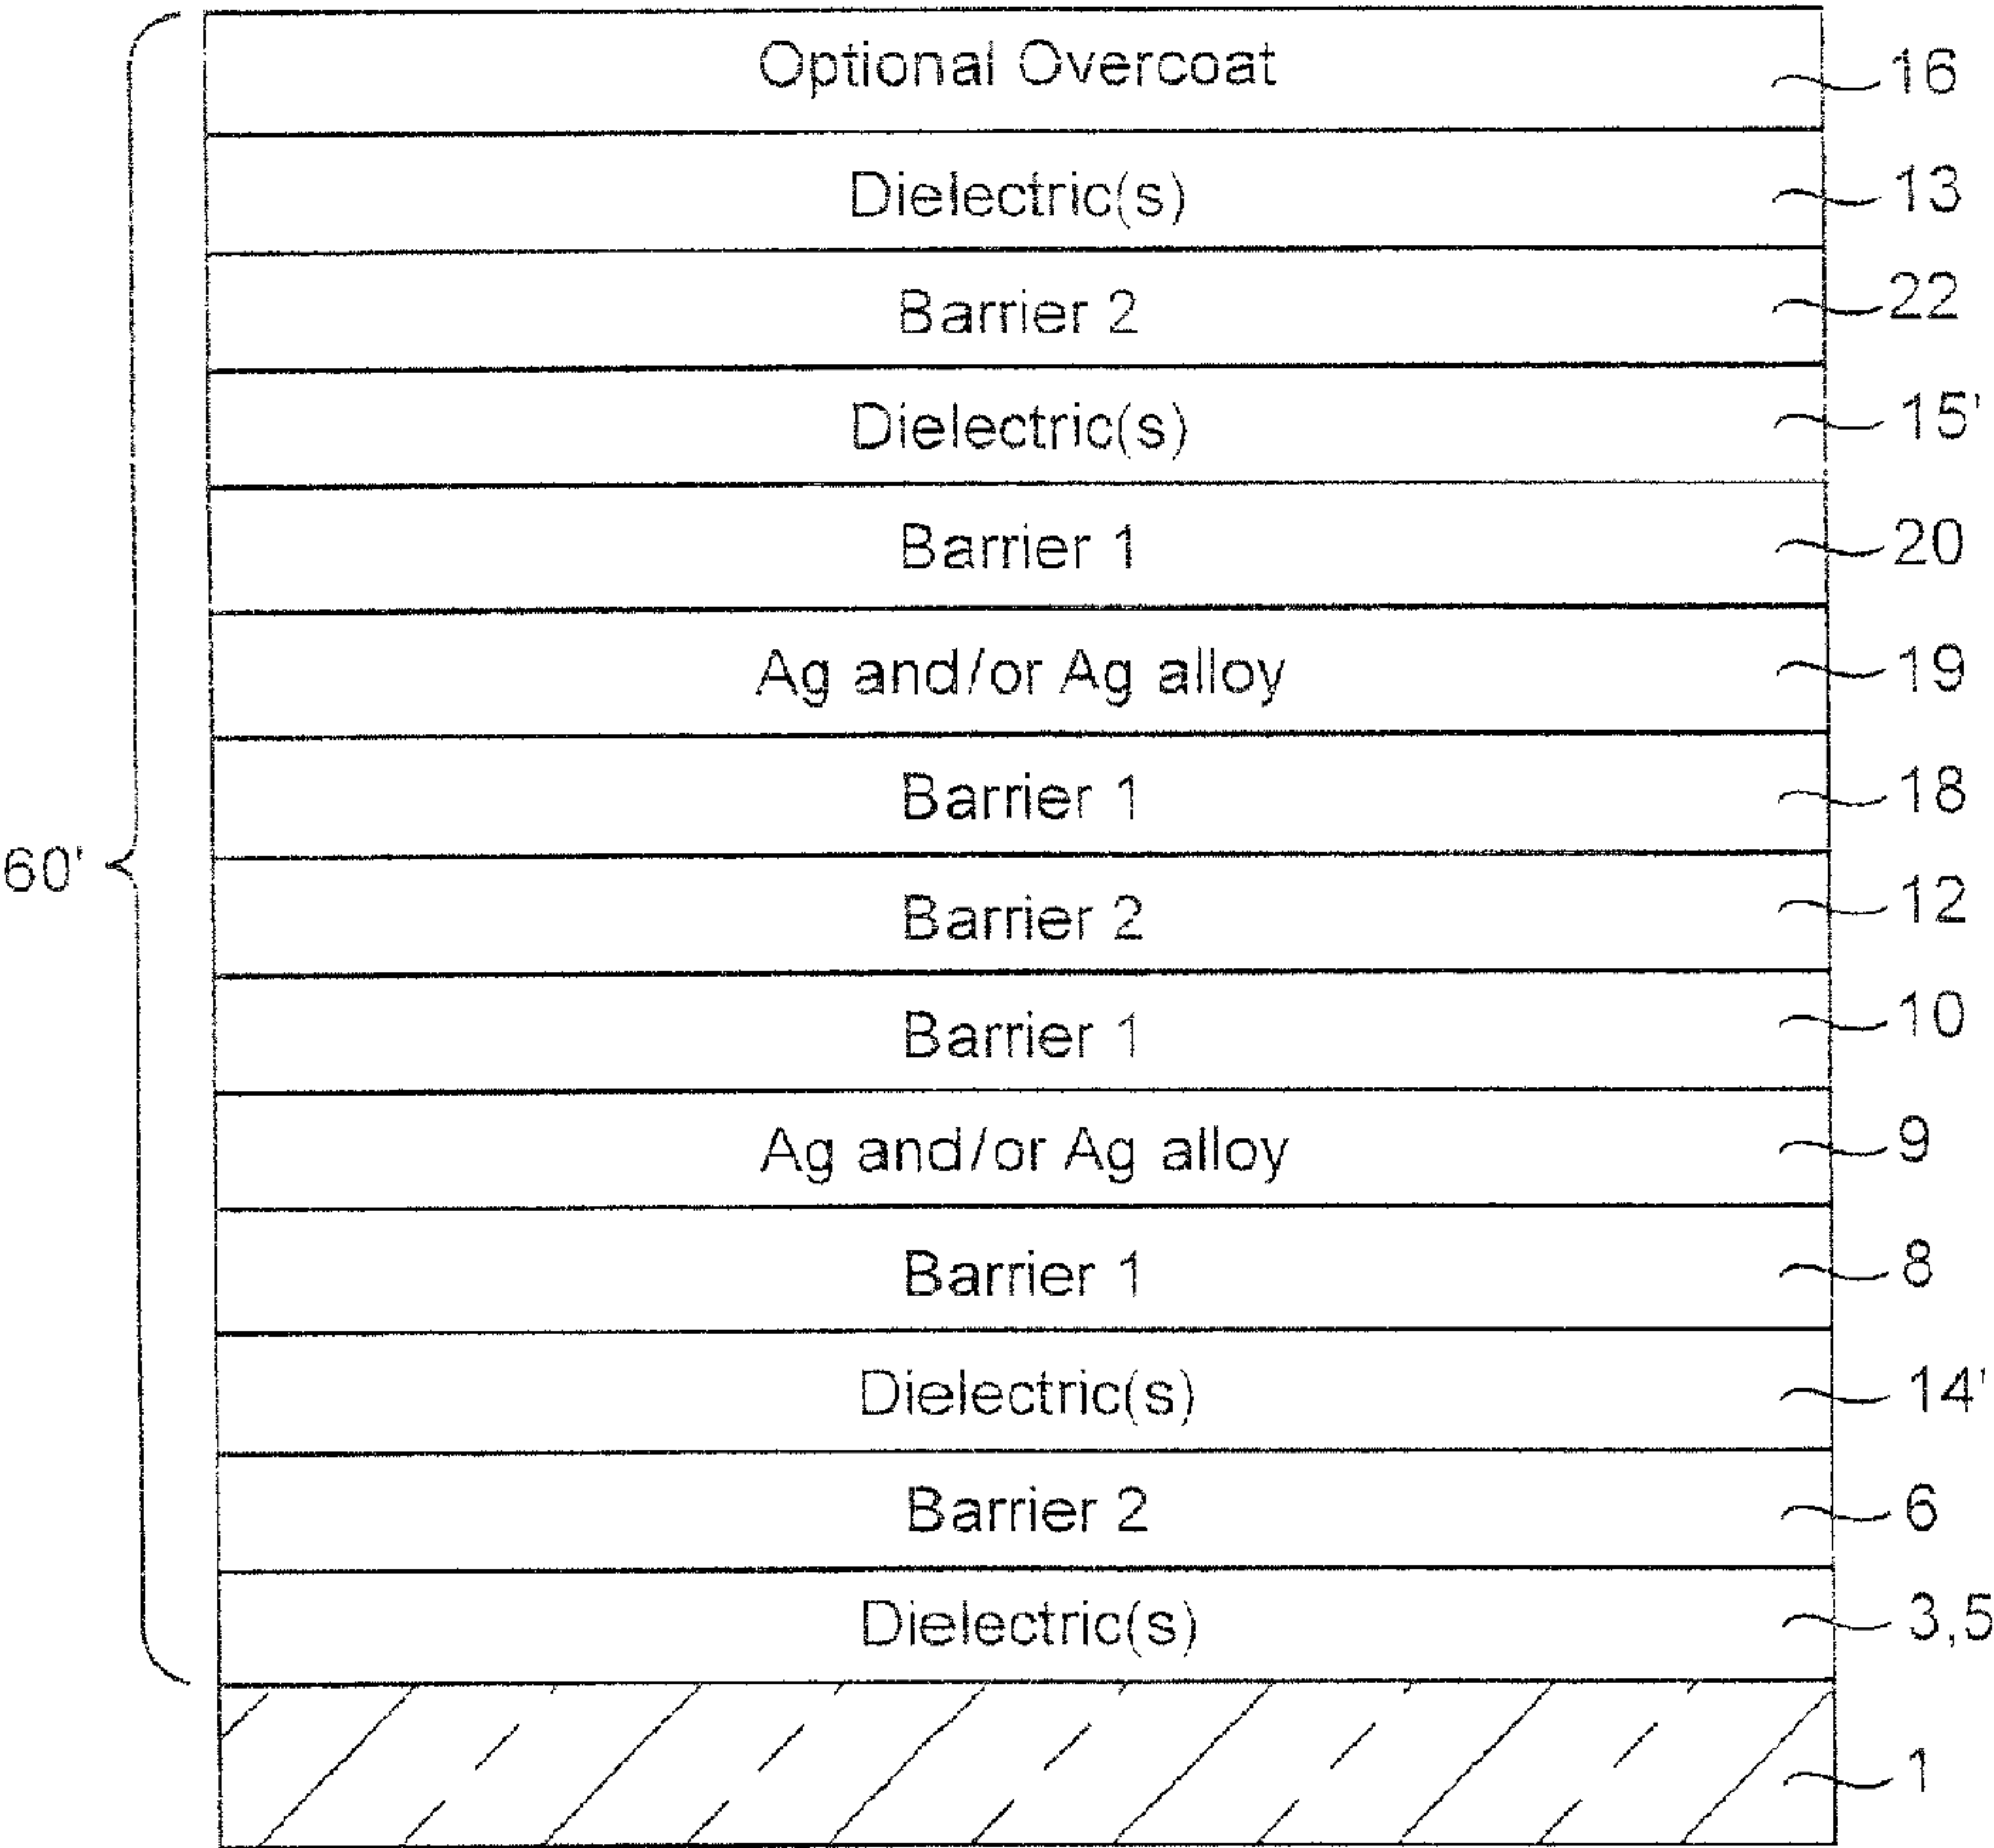 Optional Overcoat 16
Dielectric(s) 13
Barrier 2 22
Dielectric(s) 15'
Barrier 1 20
Ag and/or Ag alloy 19
Barrier 1 18
60'
Barrier 2 12
Barrier 1 10
Ag and/or Ag alloy 9
Barrier 1 8
Dielectric(s) 14'
Barrier 2 6
Dielectric(s) 3,5
1